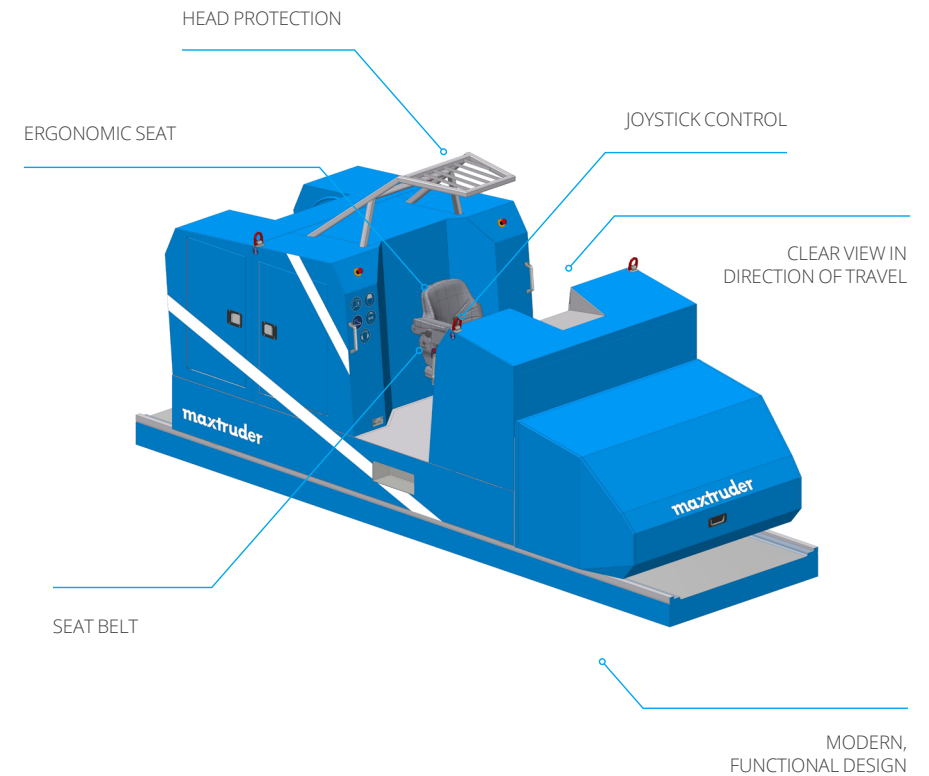 HEAD PROTECTION
ERGONOMIC SEAT
JOYSTICK CONTROL
CLEAR VIEW IN
DIRECTION OF TRAVEL
maxtruder
maxtruder
SEAT BELT
MODERN,
FUNCTIONAL DESIGN